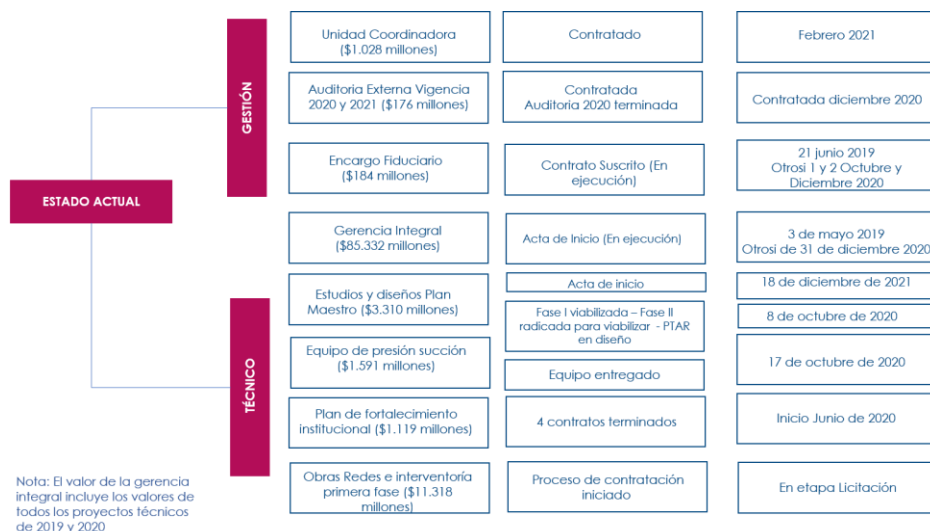 ESTADO ACTUAL
GESTIÓN
Unidad Coordinadora
($1.028 millones)
Contratado
Febrero 2021
Auditoria Externa Vigencia
2020 y 2021 ($176 millones)
Contratada
Auditoria 2020 terminada
Contratada diciembre 2020
Encargo Fiduciario
($184 millones)
Contrato Suscrito (En
ejecución)
21 junio 2019
Otrosi 1 y 2 Octubre y
Diciembre 2020
Gerencia Integral
($85.332 millones)
Acta de Inicio (En ejecución)
3 de mayo 2019
Otrosi de 31 de diciembre 2020
TÉCNICO
Estudios y diseños Plan
Maestro ($3.310 millones)
Acta de inicio
18 de diciembre de 2021
Fase I viabilizada – Fase II
radicada para viabilizar - PTAR
en diseño
8 de octubre de 2020
Equipo de presión succión
($1.591 millones)
Equipo entregado
17 de octubre de 2020
Plan de fortalecimiento
institucional ($1.119 millones)
4 contratos terminados
Inicio Junio de 2020
Obras Redes e interventoría
primera fase ($11.318
millones)
Proceso de contratación
iniciado
En etapa Licitación
Nota: El valor de la gerencia
integral incluye los valores de
todos los proyectos técnicos
de 2019 y 2020